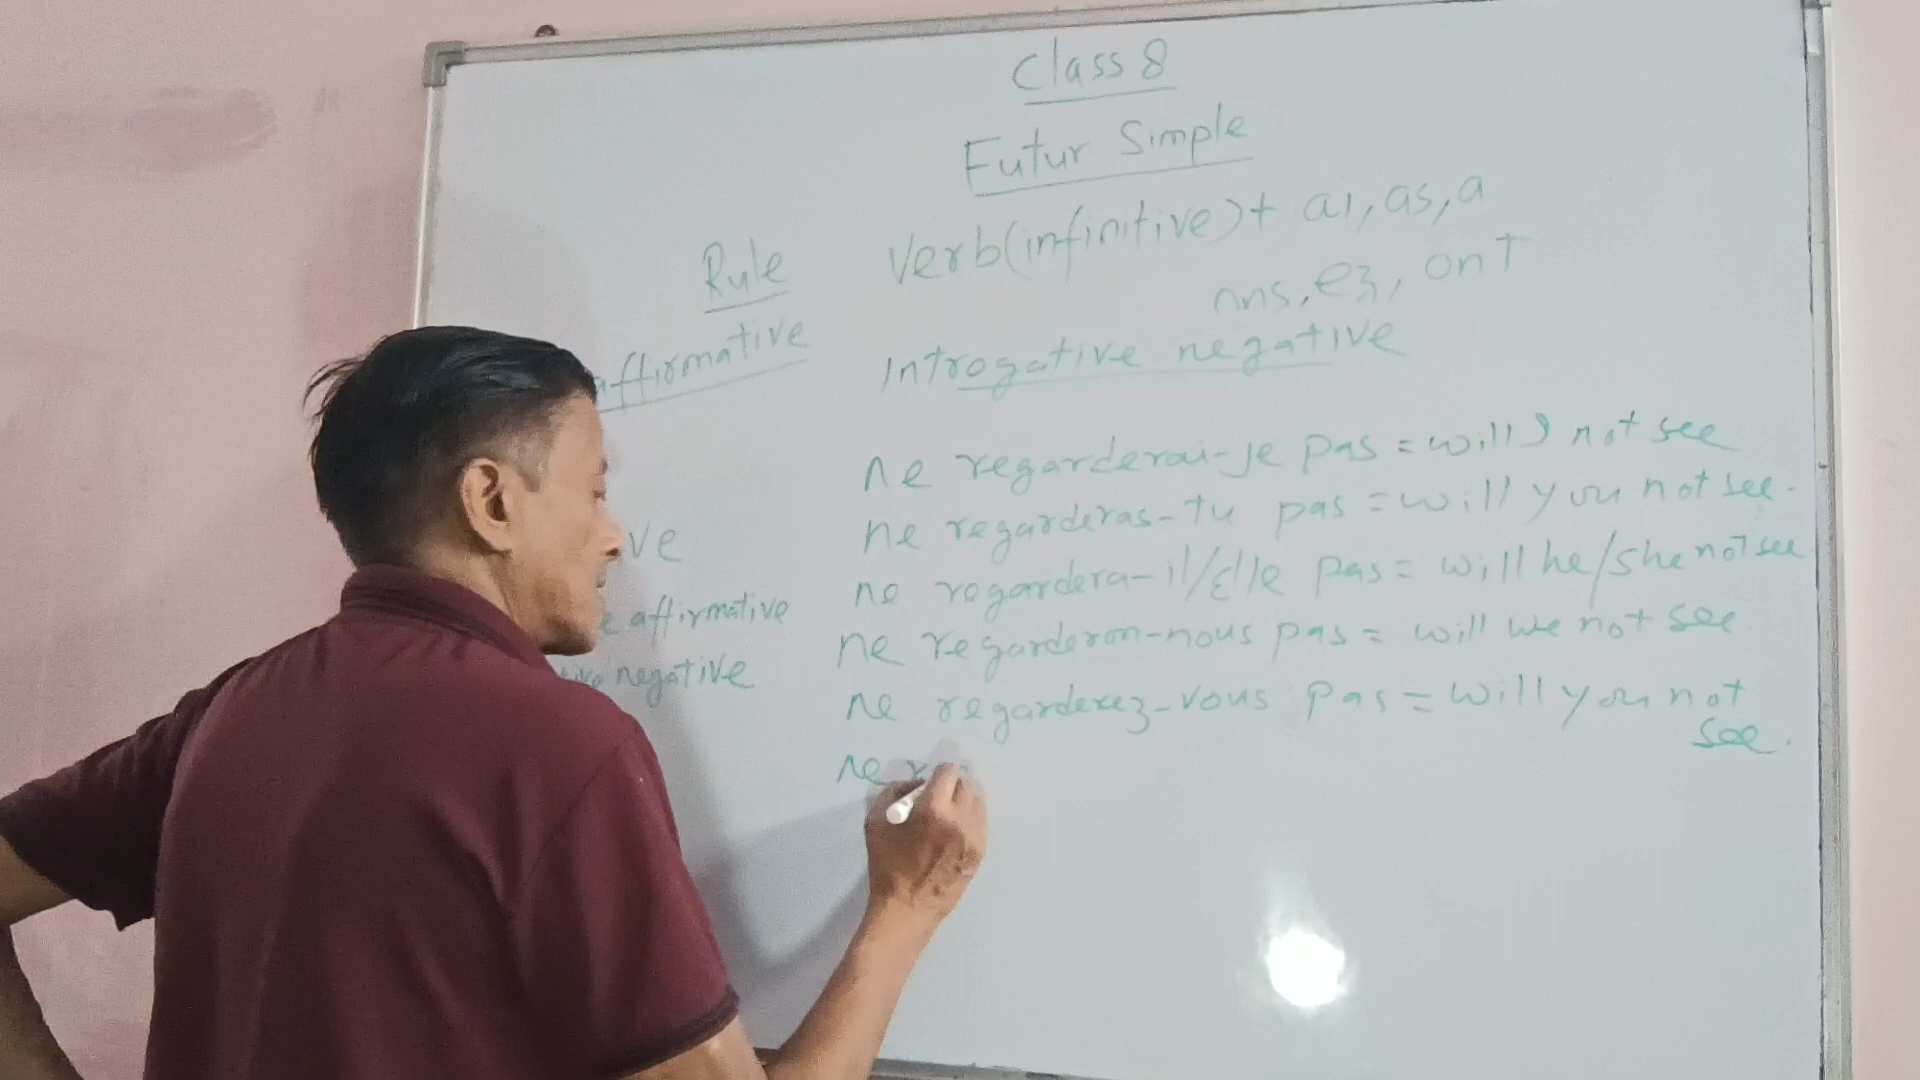 Class 8
Futur Simple
Rule Verb(infinitive)+ ai, as, a
ons, ez, ont
affirmative Introgative negative
ne regarderai-je pas = will I not see
ne regarderas-tu pas = will you not see.
ve
ne regardera-il/elle pas = will he/she not see
affirmative
ne regarderon-nous pas = will we not see
negative
ne regarderez-vous pas = will you not
see.
ne